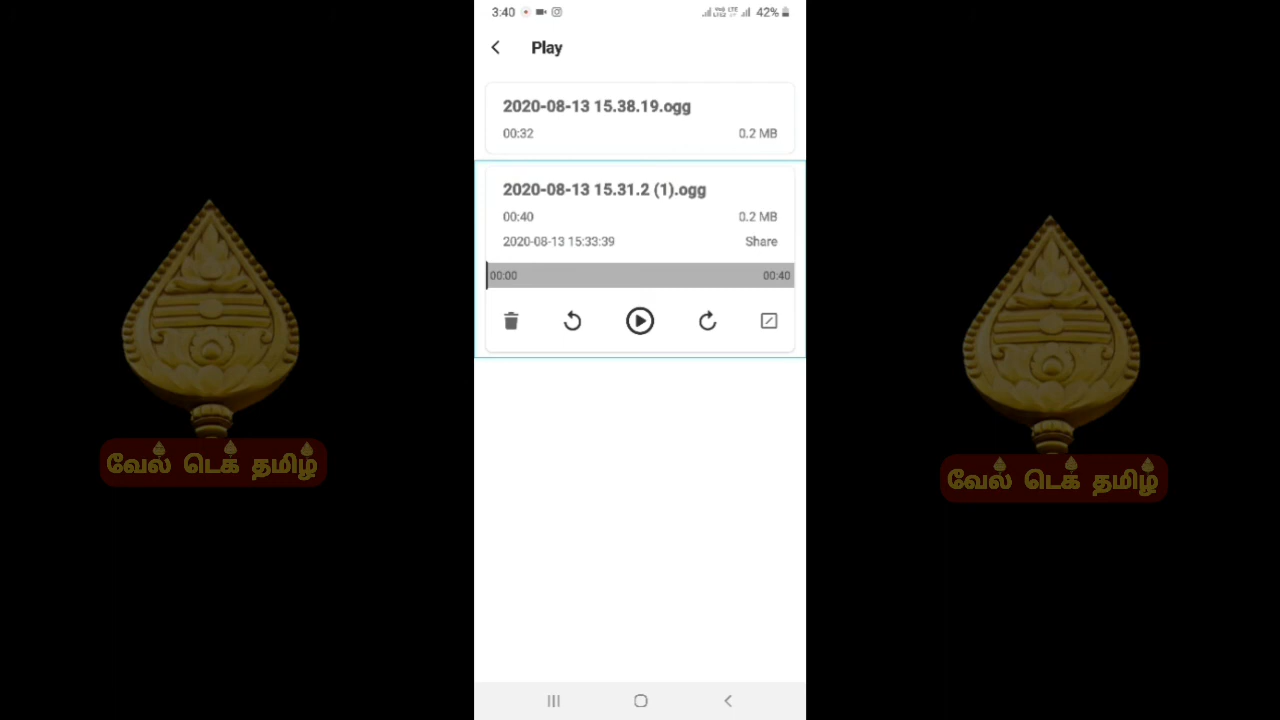 3:40
42%
Play
2020-08-13 15.38.19.ogg
00:32 0.2 MB
2020-08-13 15.31.2 (1).ogg
00:40 0.2 MB
2020-08-13 15:33:39 Share
00:00 00:40
வேல் டெக் தமிழ்
வேல் டெக் தமிழ்